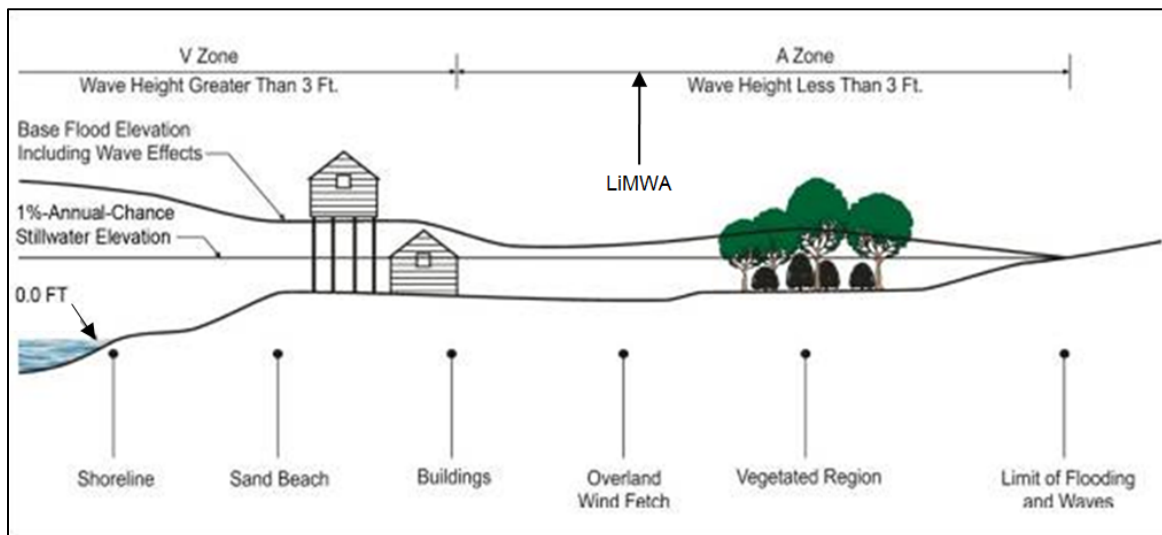 V Zone
Wave Height Greater Than 3 Ft.
A Zone
Wave Height Less Than 3 Ft.
Base Flood Elevation
Including Wave Effects
LiMWA
1%-Annual-Chance
Stillwater Elevation
0.0 FT
Shoreline
Sand Beach
Buildings
Overland
Wind Fetch
Vegetated Region
Limit of Flooding
and Waves